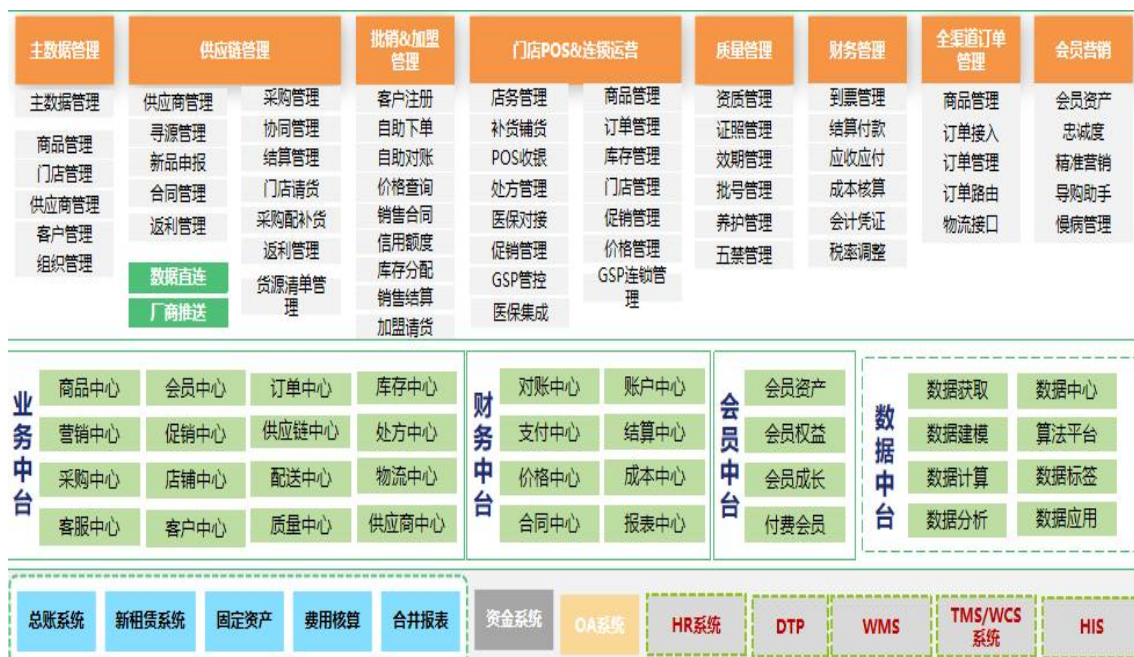 主数据管理
供应链管理
批销&加盟
管理
门店POS&连锁运营
质量管理
财务管理
全渠道订单
管理
会员营销
主数据管理
商品管理
门店管理
供应商管理
客户管理
组织管理
供应商管理
寻源管理
新品申报
合同管理
返利管理
数据直连
厂商推送
采购管理
协同管理
结算管理
门店请货
采购配补货
返利管理
货源清单管
理
客户注册
自助下单
自助对账
价格查询
销售合同
信用额度
库存分配
销售结算
加盟请货
店务管理
补货铺货
POS收银
处方管理
医保对接
促销管理
GSP管控
医保集成
商品管理
订单管理
库存管理
门店管理
促销管理
价格管理
GSP连锁管
理
资质管理
证照管理
效期管理
批号管理
养护管理
五禁管理
到票管理
结算付款
应收应付
成本核算
会计凭证
税率调整
商品管理
订单接入
订单管理
订单路由
物流接口
会员资产
忠诚度
精准营销
导购助手
慢病管理
业务中台
商品中心 会员中心 订单中心 库存中心
营销中心 促销中心 供应链中心 处方中心
采购中心 店铺中心 配送中心 物流中心
客服中心 客户中心 质量中心 供应商中心
财务中台
对账中心 账户中心
支付中心 结算中心
价格中心 成本中心
合同中心 报表中心
会员中台
会员资产
会员权益
会员成长
付费会员
数据中台
数据获取 数据中心
数据建模 算法平台
数据计算 数据标签
数据分析 数据应用
总账系统 新租赁系统 固定资产 费用核算 合并报表 资金系统 OA系统 HR系统 DTP WMS TMS/WCS
系统 HIS